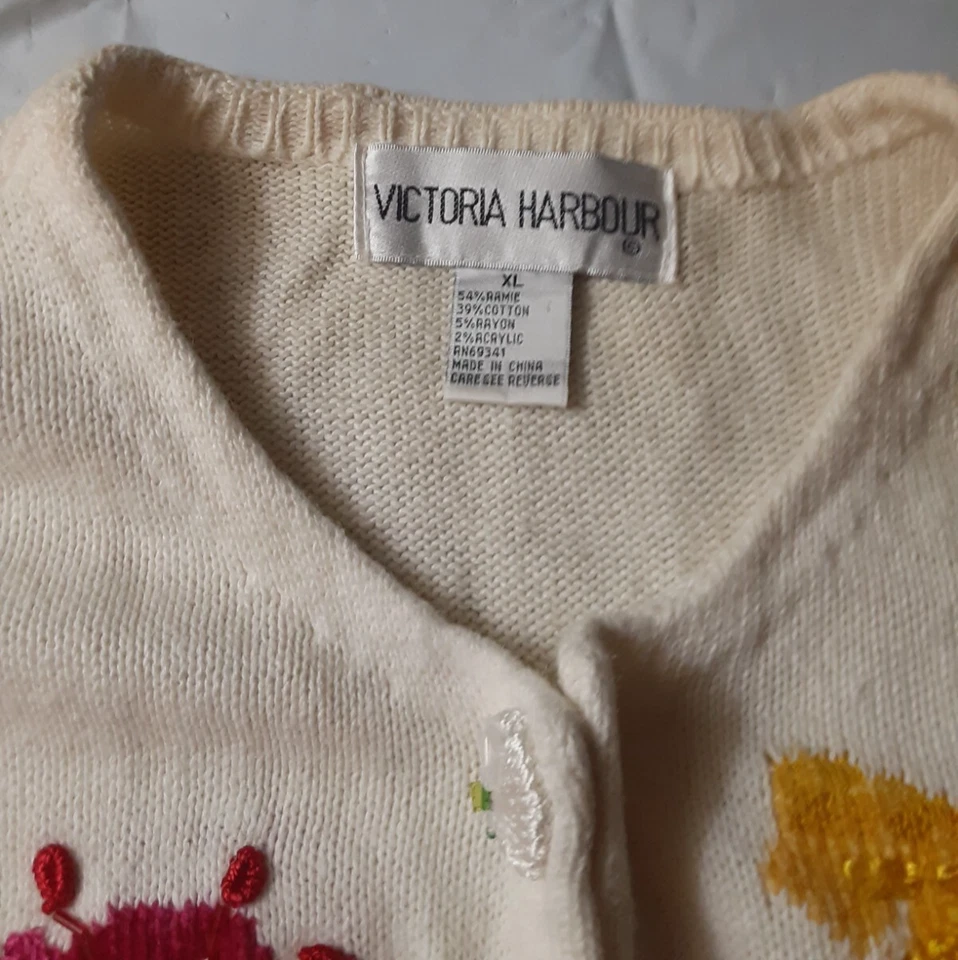 VICTORIA HARBOUR
©
XL
54%RAMIE
39%COTTON
5%RAYON
2%ACRYLIC
RN69341
MADE IN CHINA
CARE SEE REVERSE